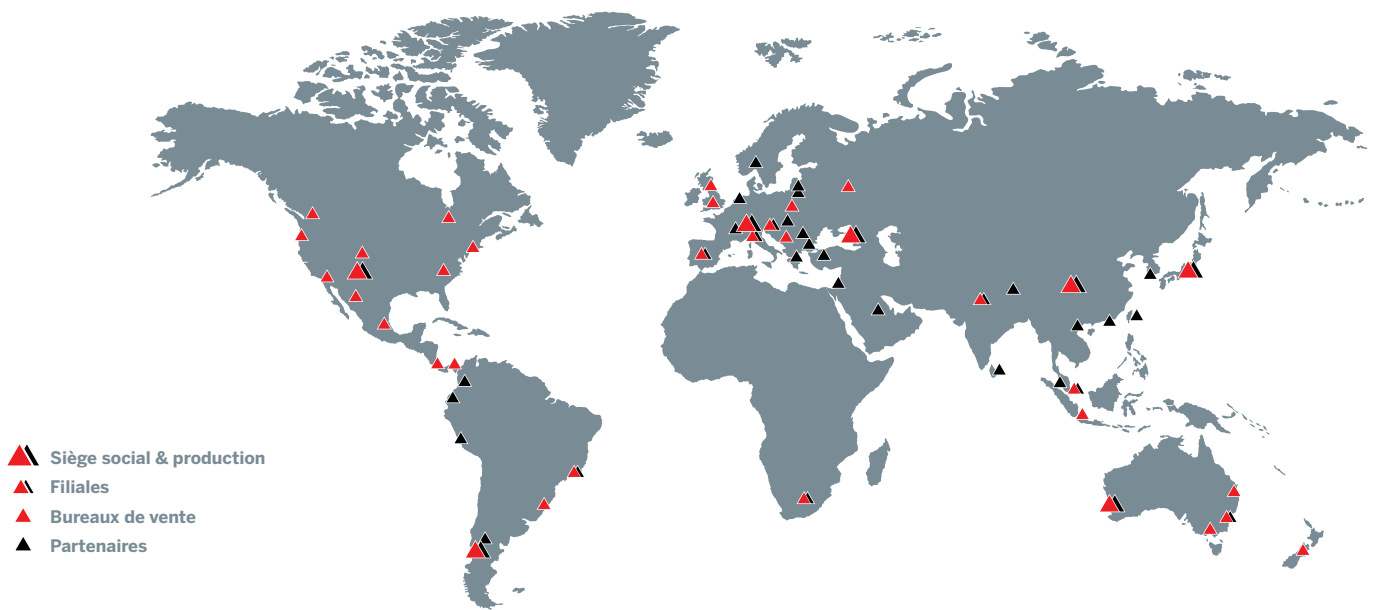 Siège social & production
Filiales
Bureaux de vente
Partenaires